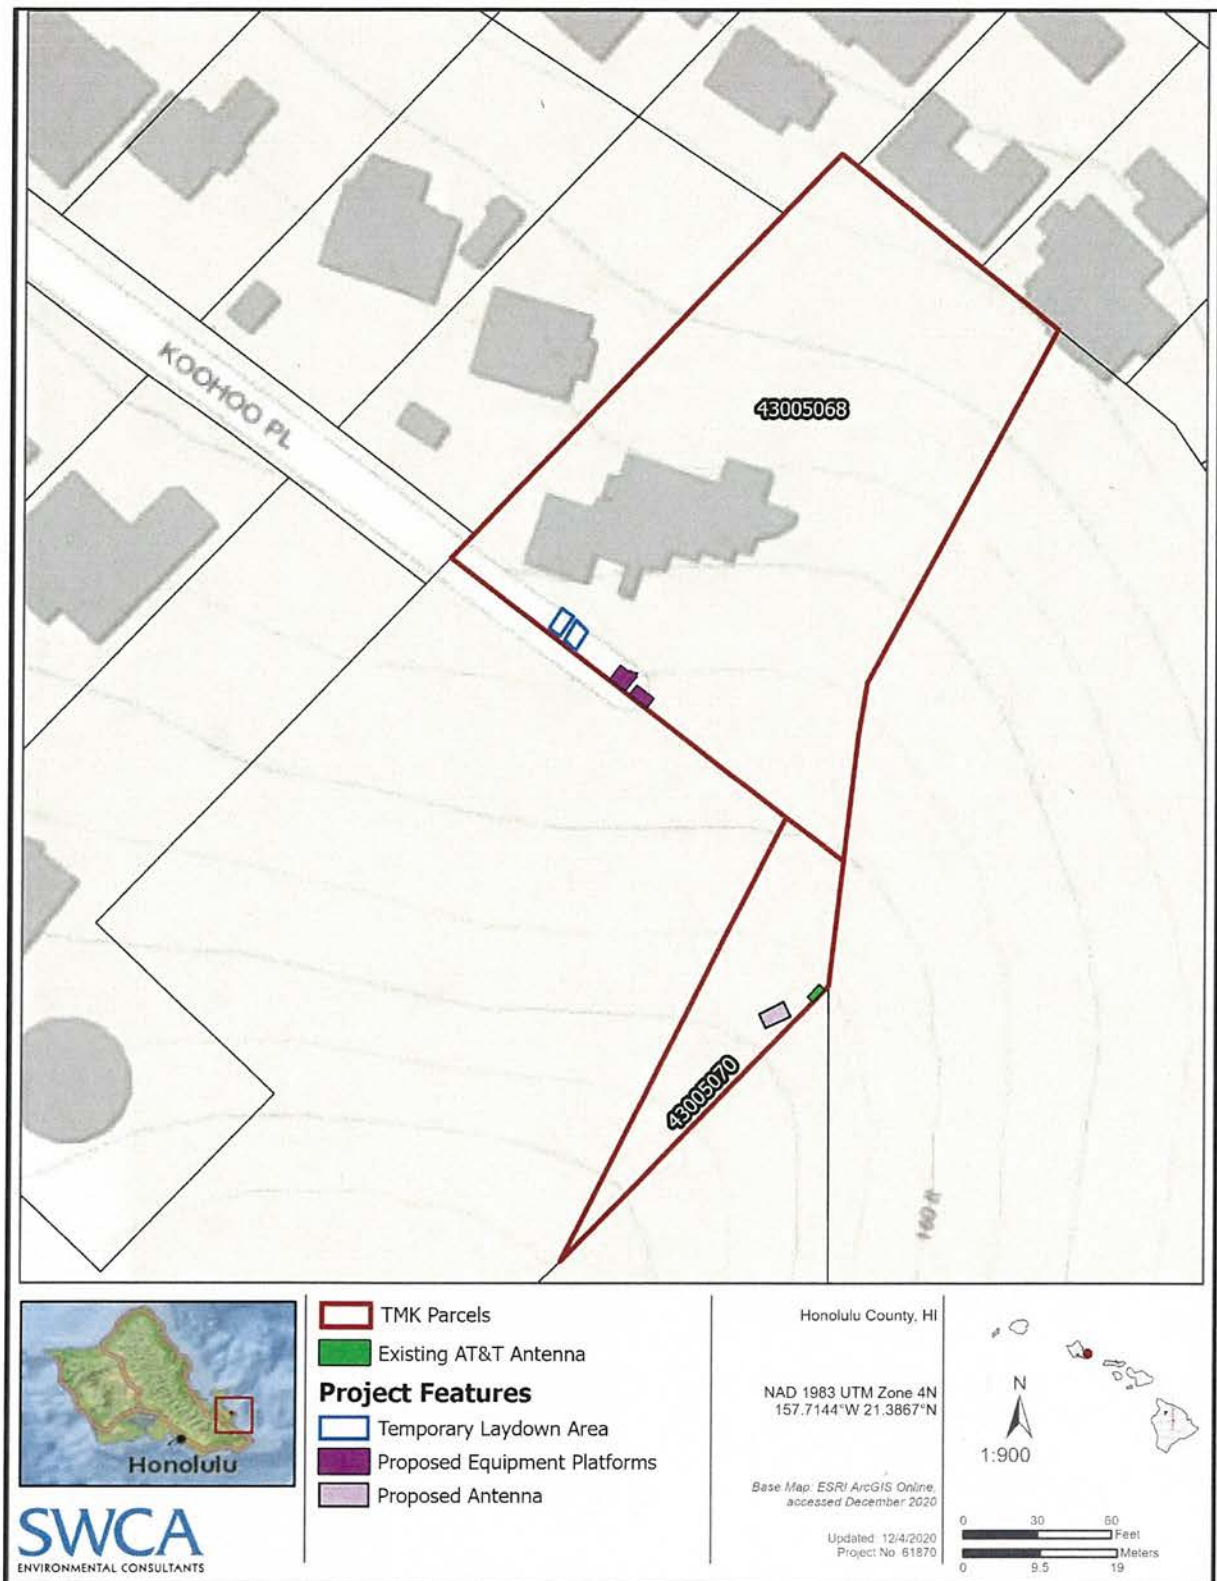 KOOHOO PL
43005068
43005070
Honolulu
SWCA
ENVIRONMENTAL CONSULTANTS
TMK Parcels
Existing AT&T Antenna
Project Features
Temporary Laydown Area
Proposed Equipment Platforms
Proposed Antenna
Honolulu County, HI
NAD 1983 UTM Zone 4N
157.7144°W 21.3867°N
Base Map: ESRI ArcGIS Online,
accessed December 2020
Updated: 12/4/2020
Project No. 61870
N
1:900
0 30 60
Feet
Meters
0 9.5 19